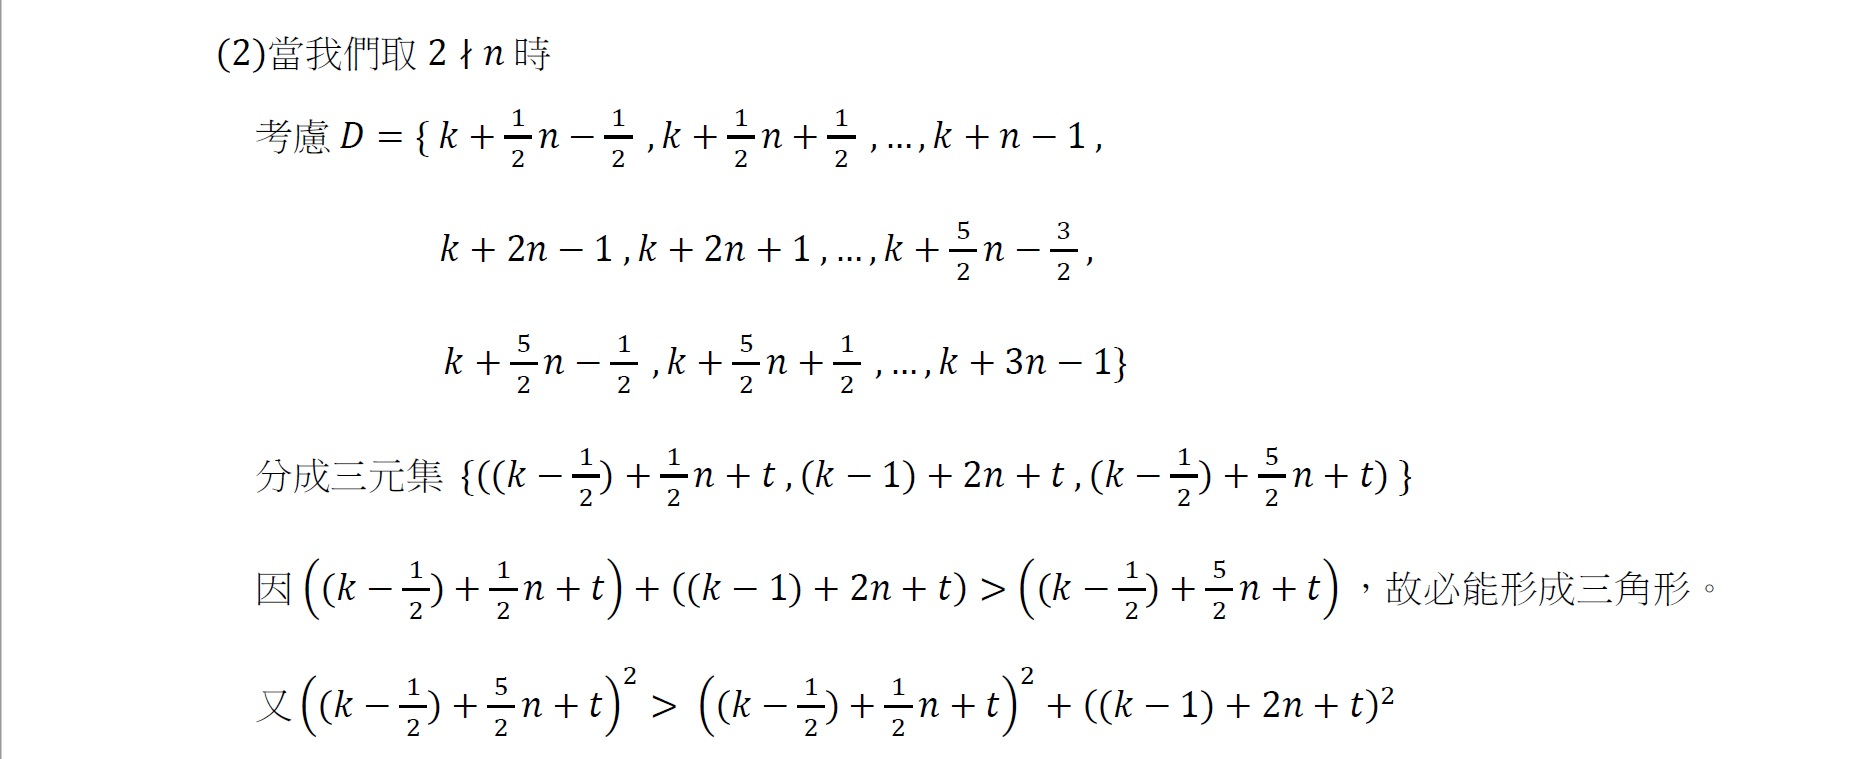 (2)當我們取 2 ∤ n 時
考慮 D = { k + 1/2 n − 1/2 , k + 1/2 n + 1/2 , … , k + n − 1 ,
k + 2n − 1 , k + 2n + 1 , … , k + 5/2 n − 3/2 ,
k + 5/2 n − 1/2 , k + 5/2 n + 1/2 , … , k + 3n − 1}
分成三元集 {((k − 1/2) + 1/2 n + t , (k − 1) + 2n + t , (k − 1/2) + 5/2 n + t) }
因 ((k − 1/2) + 1/2 n + t) + ((k − 1) + 2n + t) > ((k − 1/2) + 5/2 n + t) ,故必能形成三角形。
又 ((k − 1/2) + 5/2 n + t)² > ((k − 1/2) + 1/2 n + t)² + ((k − 1) + 2n + t)²